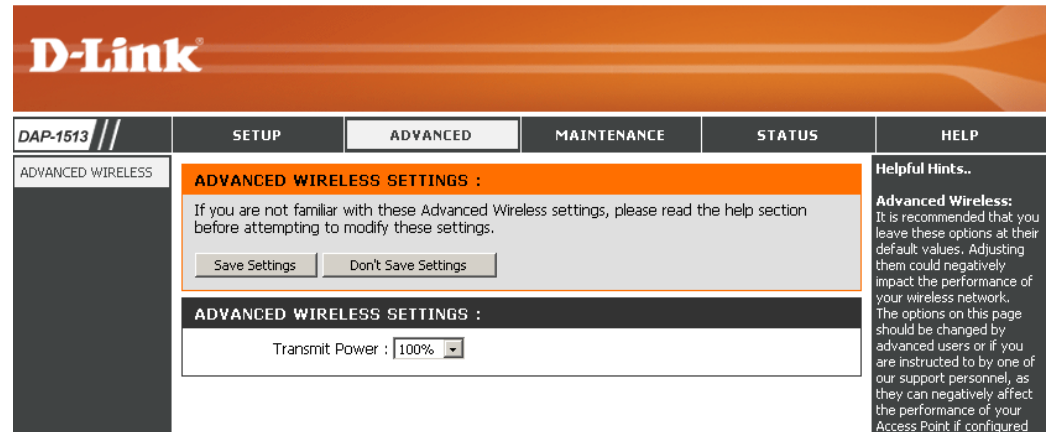 D-Link®
DAP-1513
SETUP
ADVANCED
MAINTENANCE
STATUS
HELP
ADVANCED WIRELESS
ADVANCED WIRELESS SETTINGS :
If you are not familiar with these Advanced Wireless settings, please read the help section
before attempting to modify these settings.
Save Settings
Don't Save Settings
ADVANCED WIRELESS SETTINGS :
Transmit Power : 100%
Helpful Hints..
Advanced Wireless:
It is recommended that you
leave these options at their
default values. Adjusting
them could negatively
impact the performance of
your wireless network.
The options on this page
should be changed by
advanced users or if you
are instructed to by one of
our support personnel, as
they can negatively affect
the performance of your
Access Point if configured